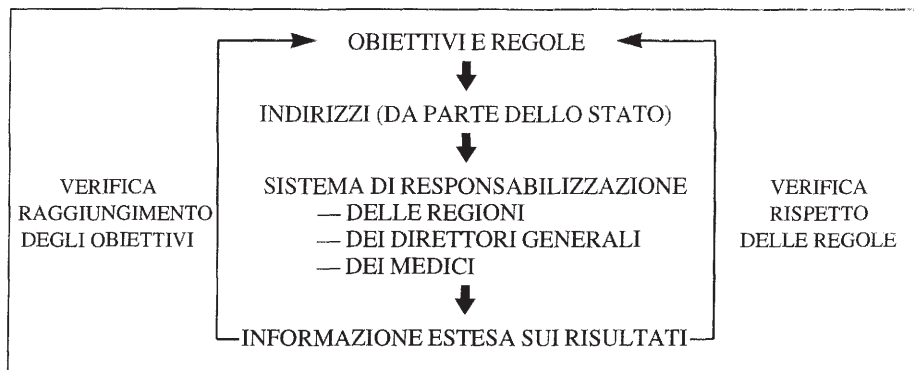 OBIETTIVI E REGOLE
INDIRIZZI (DA PARTE DELLO STATO)
SISTEMA DI RESPONSABILIZZAZIONE
— DELLE REGIONI
— DEI DIRETTORI GENERALI
— DEI MEDICI
INFORMAZIONE ESTESA SUI RISULTATI
VERIFICA
RAGGIUNGIMENTO
DEGLI OBIETTIVI
VERIFICA
RISPETTO
DELLE REGOLE